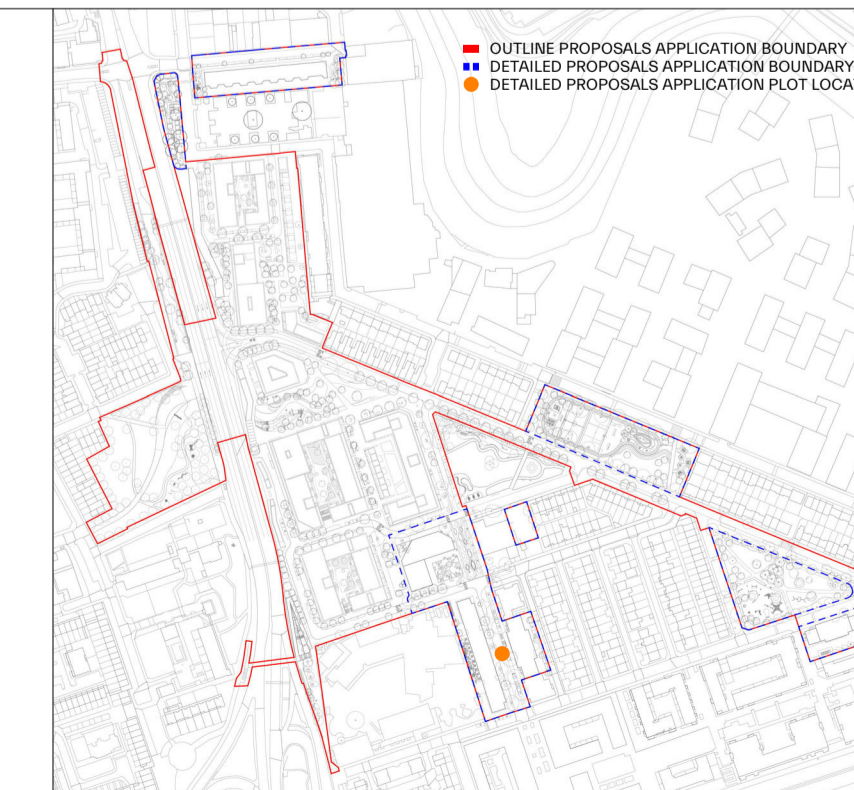 OUTLINE PROPOSALS APPLICATION BOUNDARY
DETAILED PROPOSALS APPLICATION BOUNDARY
DETAILED PROPOSALS APPLICATION PLOT LOCA